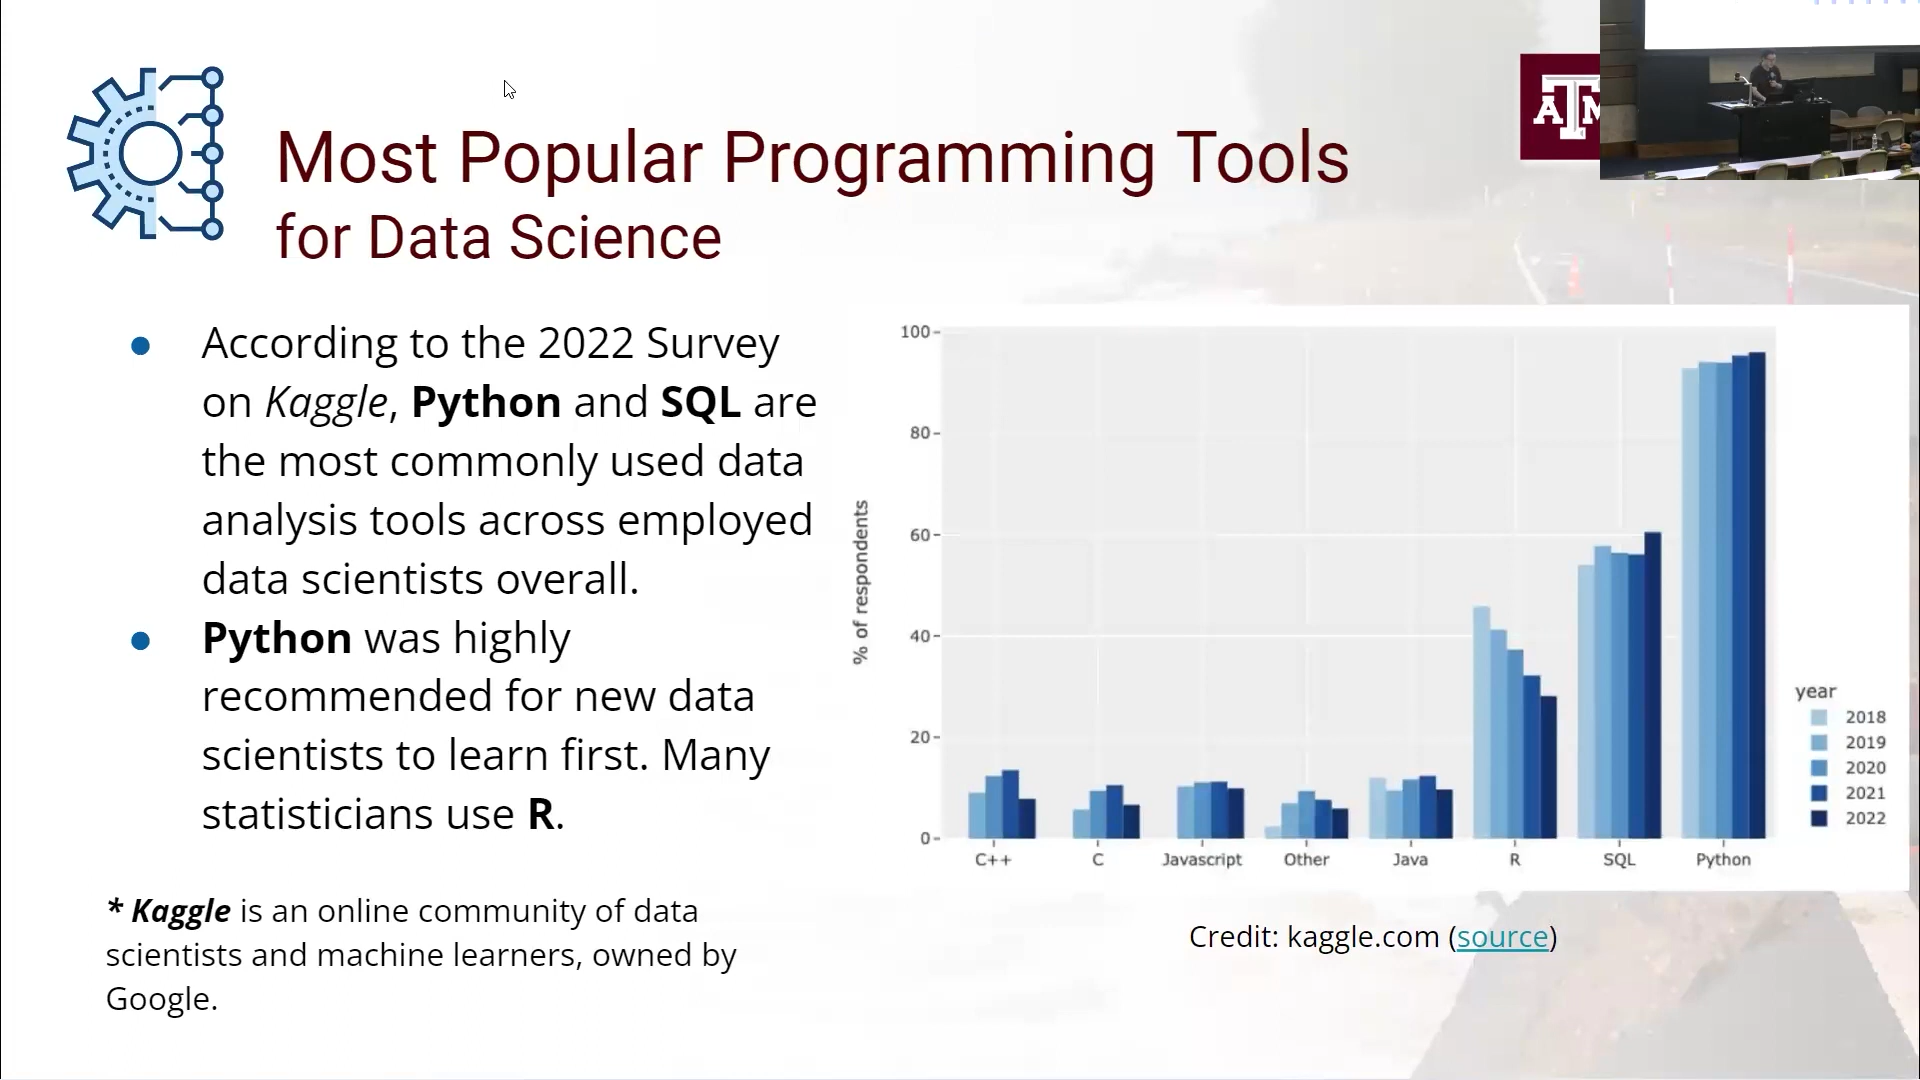 Most Popular Programming Tools
for Data Science
ATM
● According to the 2022 Survey
on Kaggle, Python and SQL are
the most commonly used data
analysis tools across employed
data scientists overall.
● Python was highly
recommended for new data
scientists to learn first. Many
statisticians use R.
* Kaggle is an online community of data
scientists and machine learners, owned by
Google.
% of respondents
100
80
60
40
20
0
C++ C Javascript Other Java R SQL Python
year
2018
2019
2020
2021
2022
Credit: kaggle.com (source)